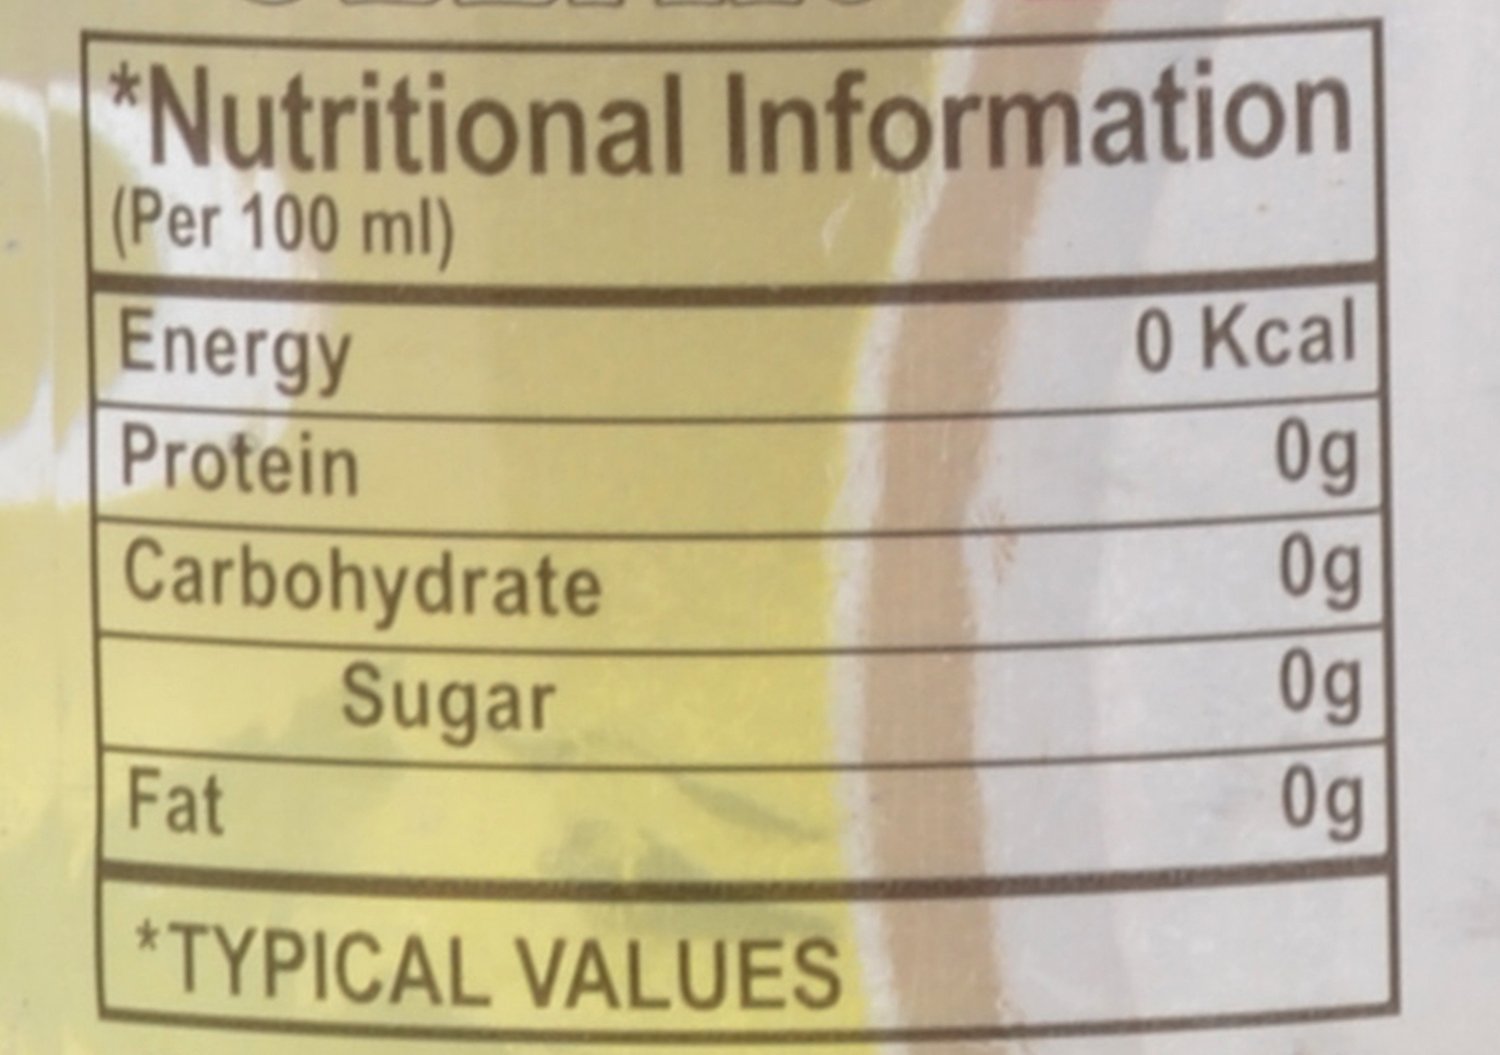 *Nutritional Information
(Per 100 ml)
Energy 0 Kcal
Protein 0g
Carbohydrate 0g
Sugar 0g
Fat 0g
*TYPICAL VALUES